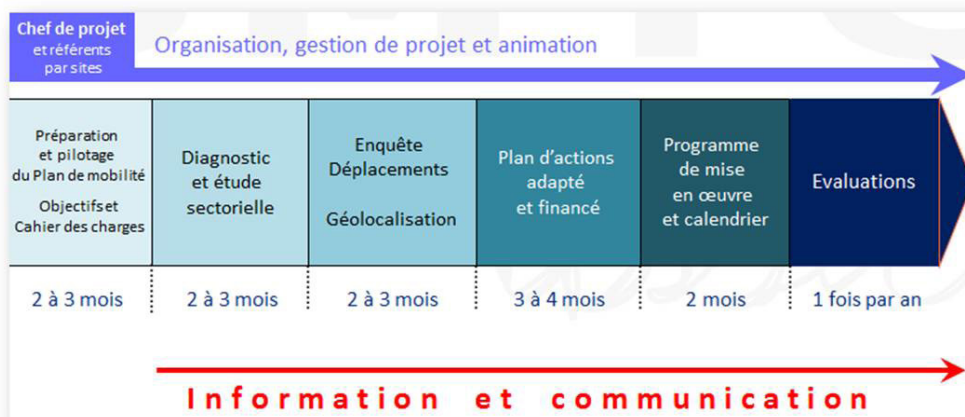 Chef de projet
et référents
par sites
Organisation, gestion de projet et animation
Préparation
et pilotage
du Plan de mobilité
Objectifs et
Cahier des charges
Diagnostic
et étude
sectorielle
Enquête
Déplacements
Géolocalisation
Plan d'actions
adapté
et financé
Programme
de mise
en œuvre
et calendrier
Evaluations
2 à 3 mois
2 à 3 mois
2 à 3 mois
3 à 4 mois
2 mois
1 fois par an
Information et communication